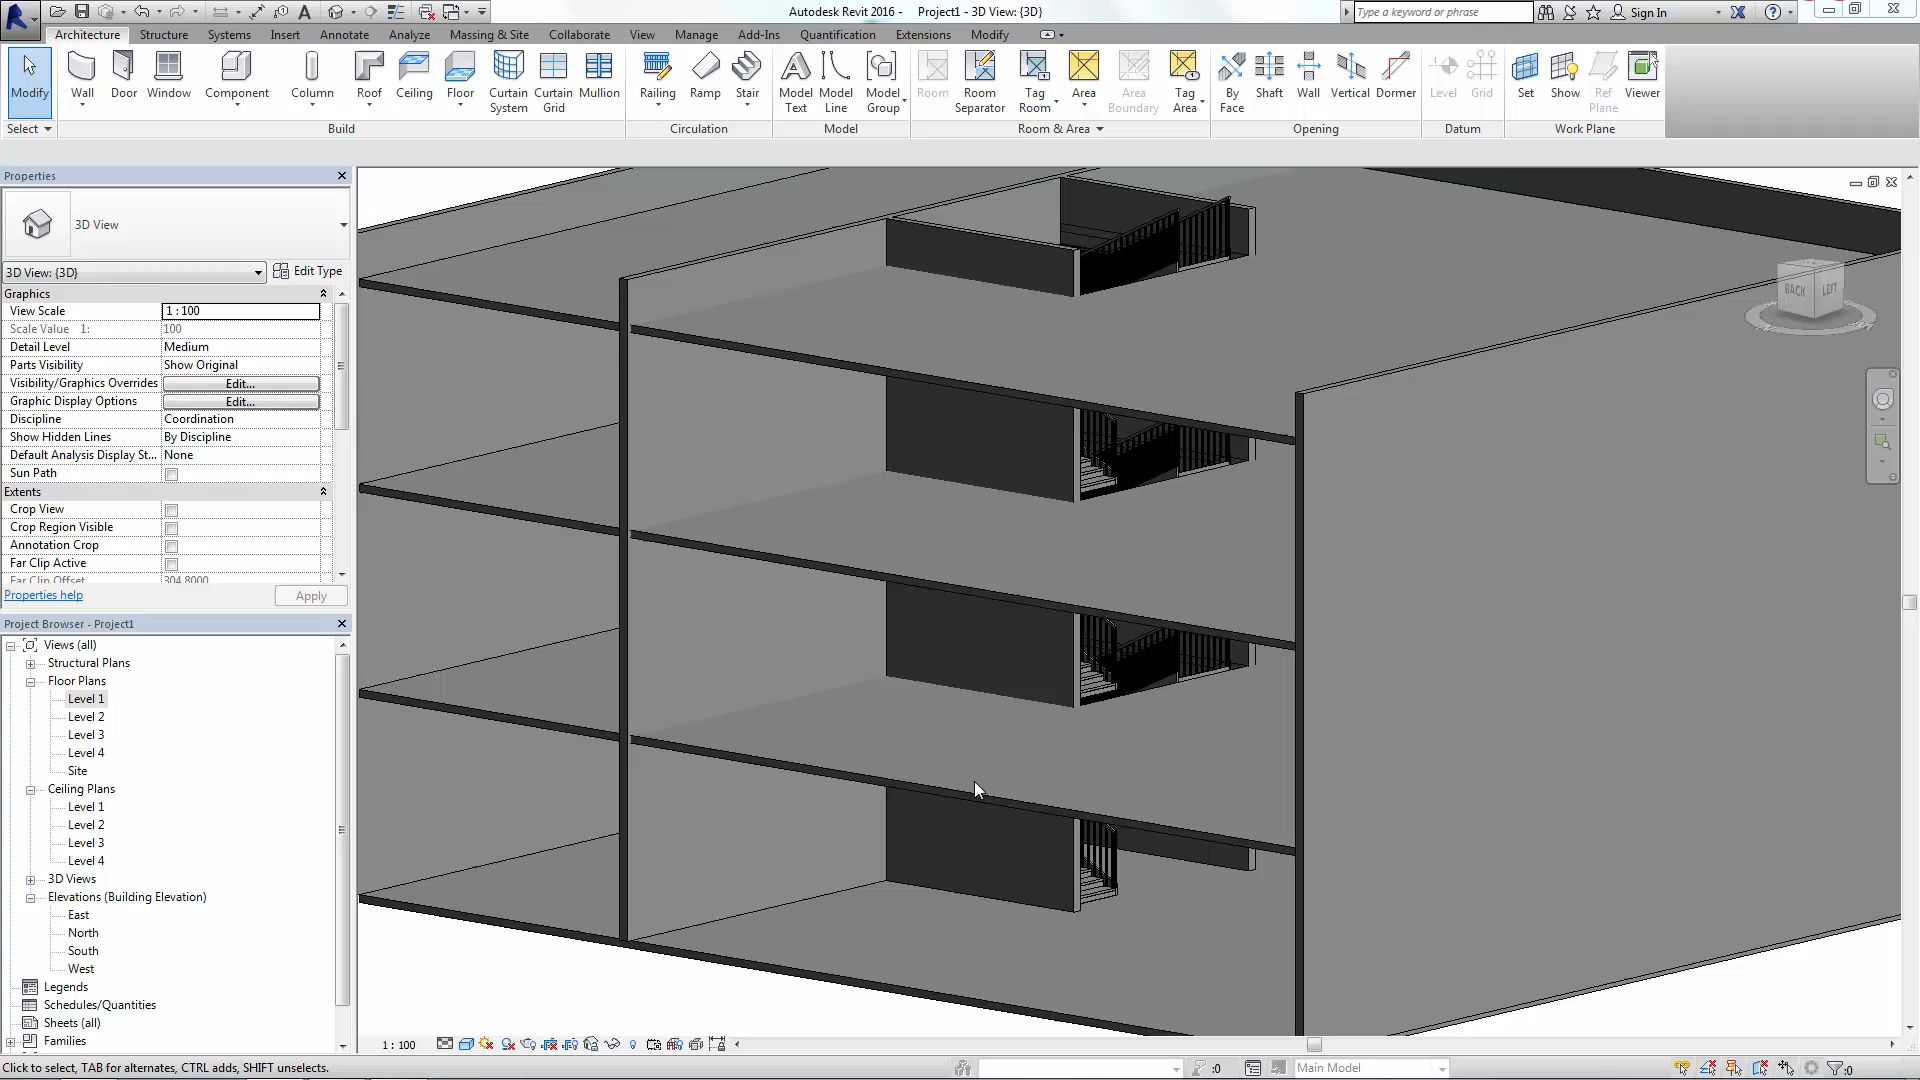 Autodesk Revit 2016 - Project1 - 3D View: {3D}
Type a keyword or phrase
Sign In
Architecture Structure Systems Insert Annotate Analyze Massing & Site Collaborate View Manage Add-Ins Quantification Extensions Modify
Modify Wall Door Window Component Column Roof Ceiling Floor Curtain System Curtain Grid Mullion Railing Ramp Stair Model Text Model Line Model Group Room Room Separator Tag Room Area Area Boundary Tag Area By Face Shaft Wall Vertical Dormer Level Grid Set Show Ref Plane Viewer
Select Build Circulation Model Room & Area Opening Datum Work Plane
Properties
3D View
3D View: {3D} Edit Type
Graphics
View Scale 1 : 100
Scale Value 1: 100
Detail Level Medium
Parts Visibility Show Original
Visibility/Graphics Overrides Edit...
Graphic Display Options Edit...
Discipline Coordination
Show Hidden Lines By Discipline
Default Analysis Display St... None
Sun Path
Extents
Crop View
Crop Region Visible
Annotation Crop
Far Clip Active
Far Clip Offset 304.8000
Properties help Apply
Project Browser - Project1
Views (all)
Structural Plans
Floor Plans
Level 1
Level 2
Level 3
Level 4
Site
Ceiling Plans
Level 1
Level 2
Level 3
Level 4
3D Views
Elevations (Building Elevation)
East
North
South
West
Legends
Schedules/Quantities
Sheets (all)
Families
BACK LEFT
1 : 100
Click to select, TAB for alternates, CTRL adds, SHIFT unselects.
:0
Main Model
:0